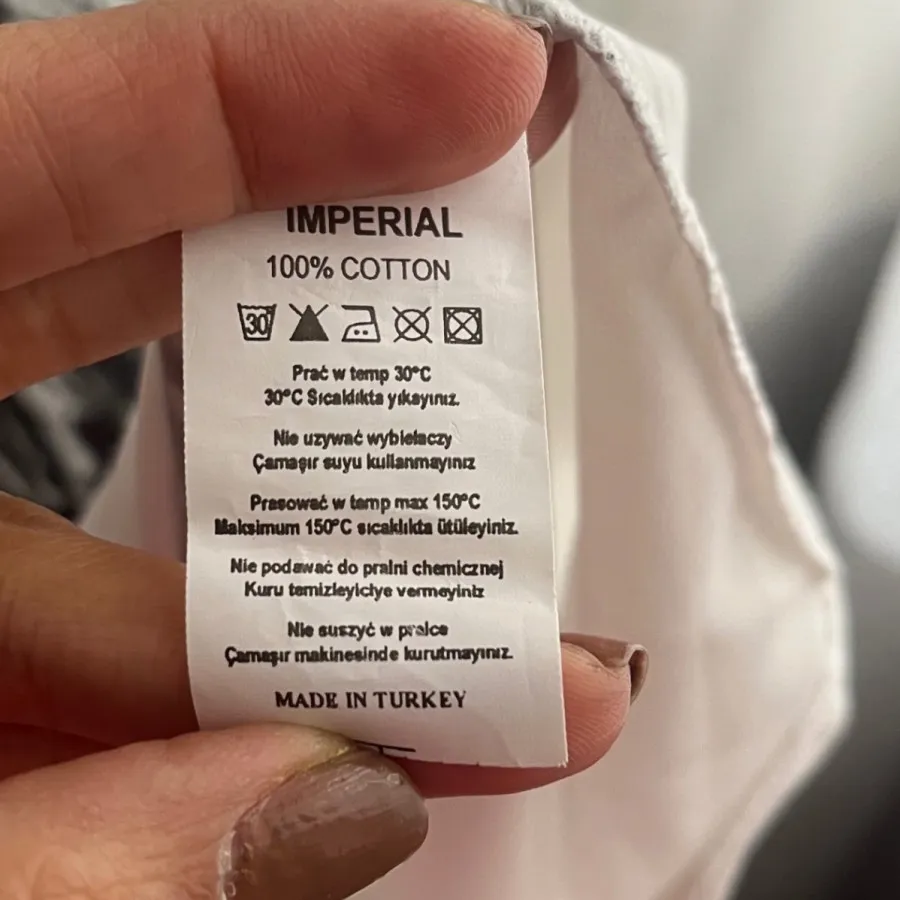 IMPERIAL
100% COTTON
30
Prać w temp 30°C
30°C Sıcaklıkta yıkayınız.
Nie uzywać wybielaczy
Çamaşır suyu kullanmayınız
Prasować w temp max 150°C
Maksimum 150°C sıcaklıkta ütüleyiniz.
Nie podawać do pralni chemicznej
Kuru temizleyiciye vermeyiniz
Nie suszyć w pralce
Çamaşır makinesinde kurutmayınız.
MADE IN TURKEY